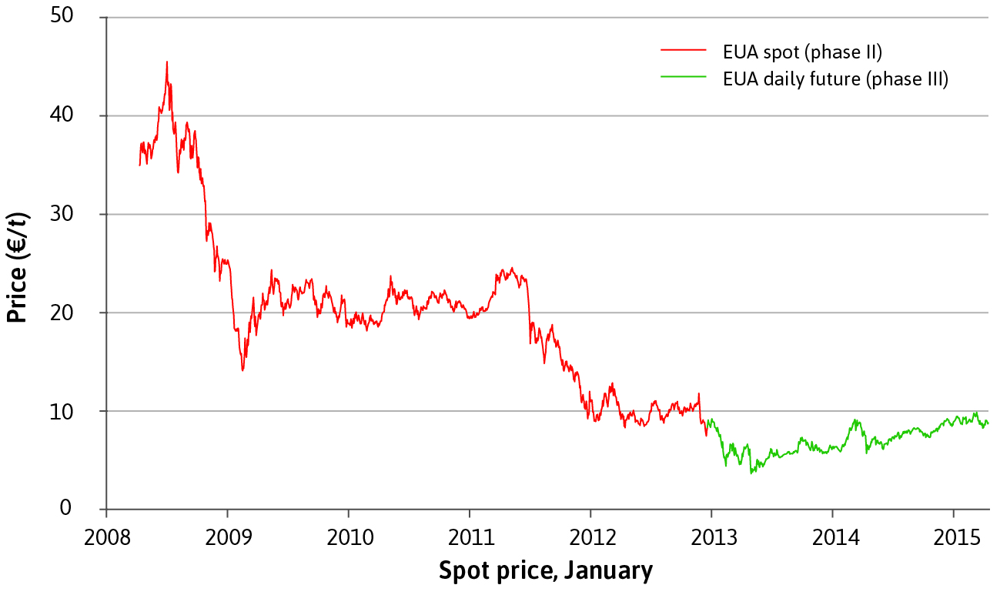 50
EUA spot (phase II)
EUA daily future (phase III)
40
30
Price (€/t)
20
10
0
2008 2009 2010 2011 2012 2013 2014 2015
Spot price, January